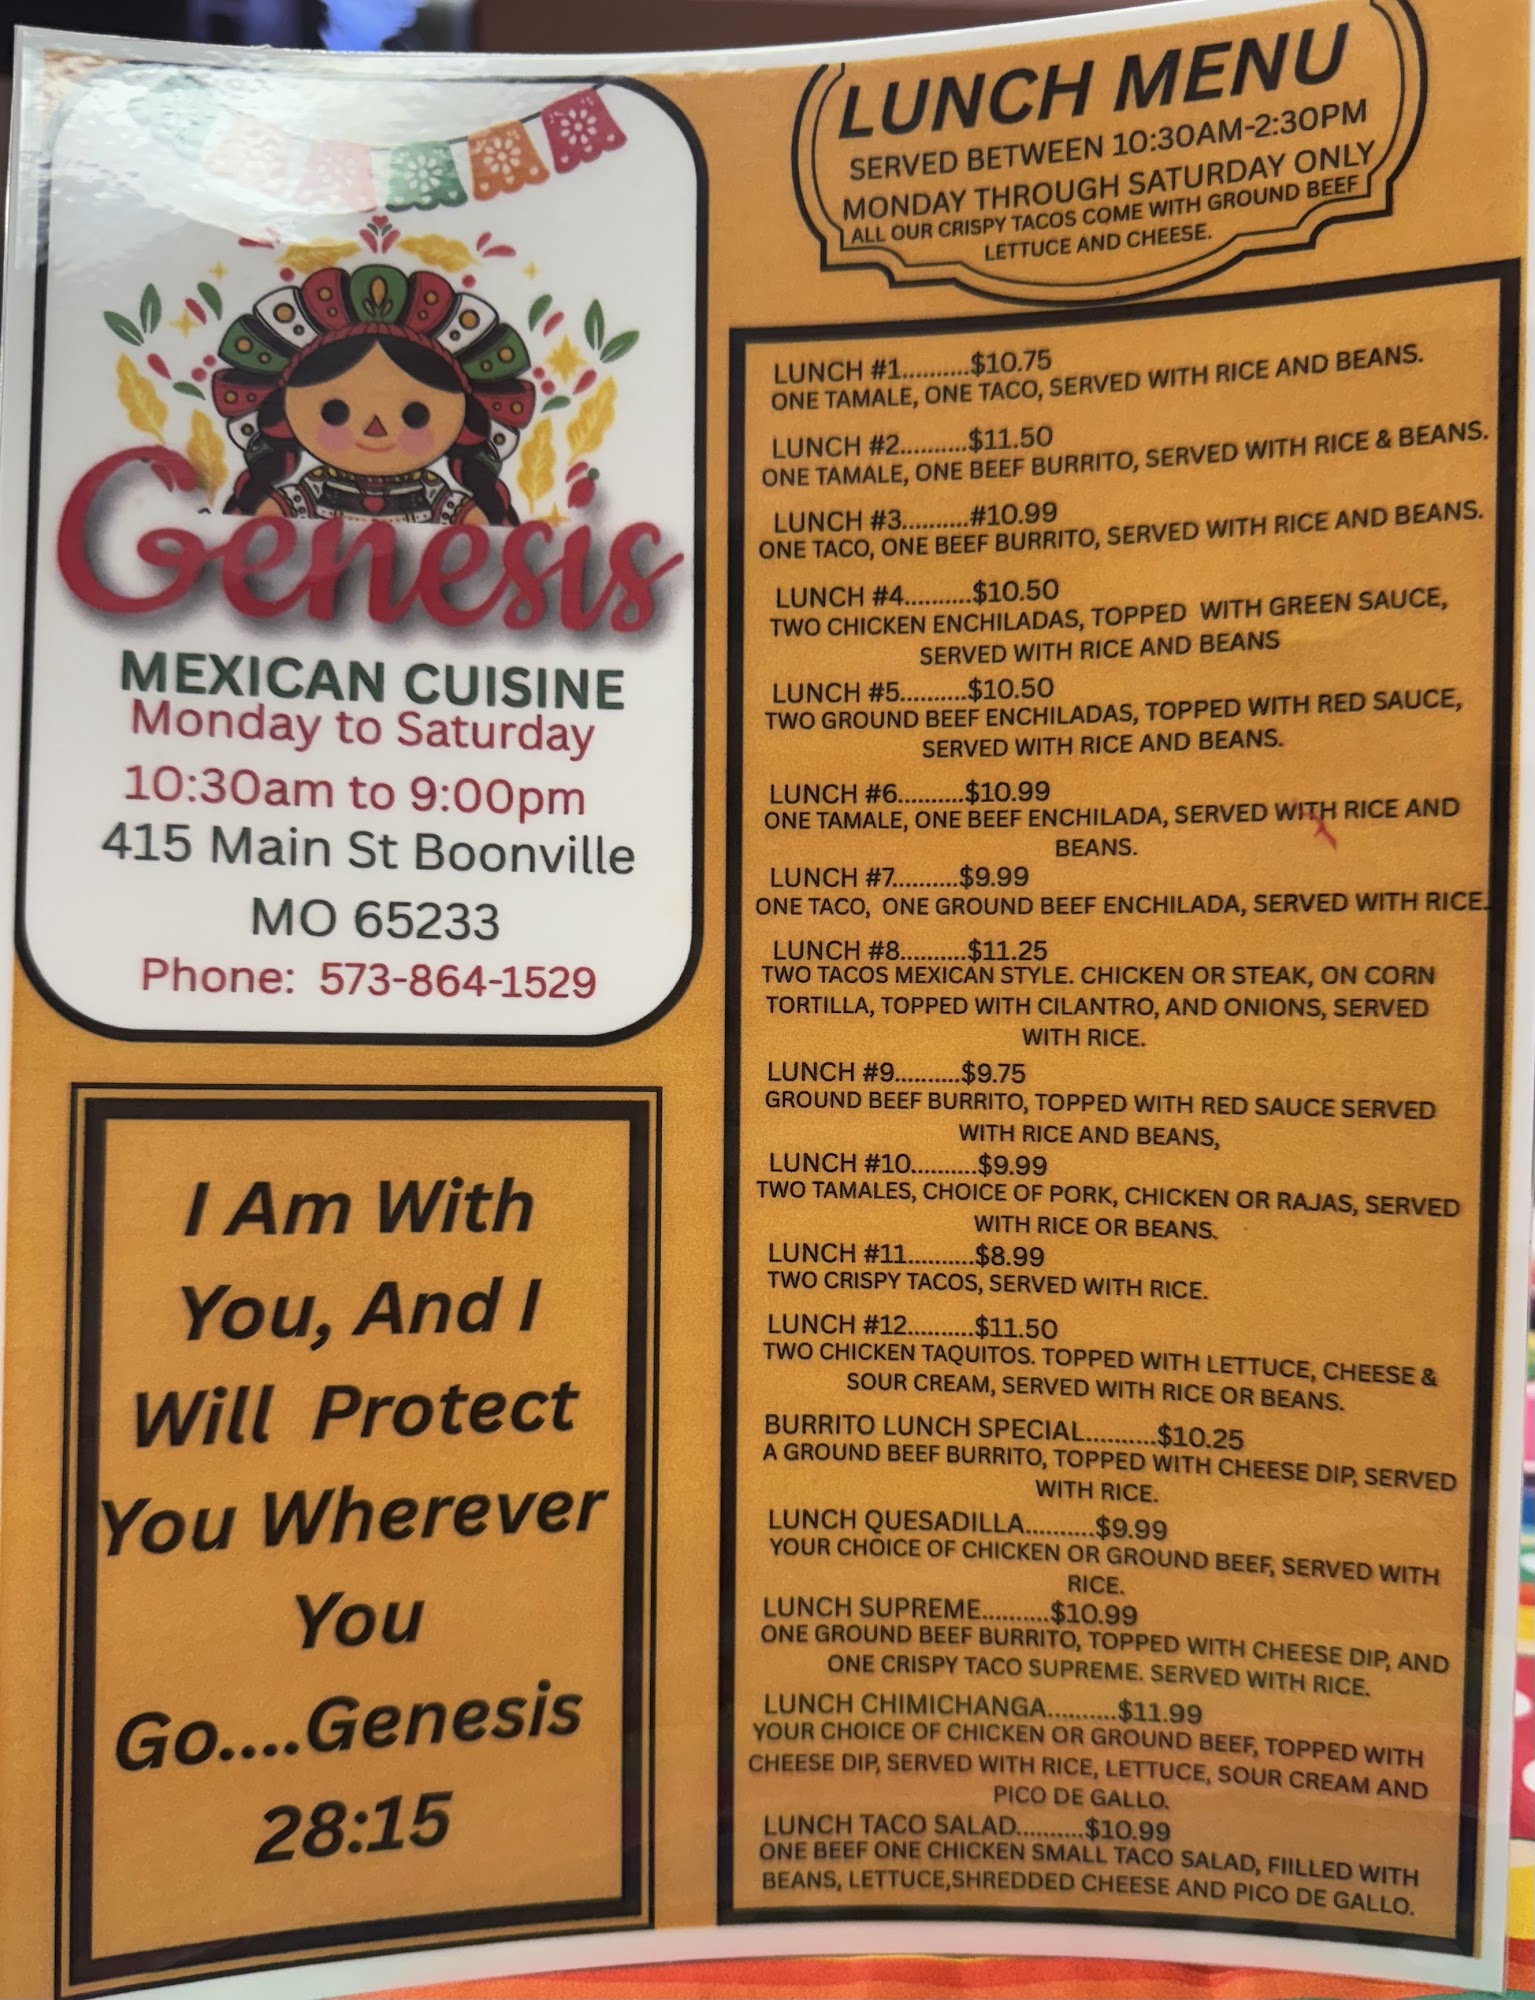 Genesis
MEXICAN CUISINE
Monday to Saturday
10:30am to 9:00pm
415 Main St Boonville
MO 65233
Phone: 573-864-1529
I Am With
You, And I
Will Protect
You Wherever
You
Go....Genesis
28:15
LUNCH MENU
SERVED BETWEEN 10:30AM-2:30PM
MONDAY THROUGH SATURDAY ONLY
ALL OUR CRISPY TACOS COME WITH GROUND BEEF
LETTUCE AND CHEESE.
LUNCH #1..........$10.75
ONE TAMALE, ONE TACO, SERVED WITH RICE AND BEANS.
LUNCH #2..........$11.50
ONE TAMALE, ONE BEEF BURRITO, SERVED WITH RICE & BEANS.
LUNCH #3..........#10.99
ONE TACO, ONE BEEF BURRITO, SERVED WITH RICE AND BEANS.
LUNCH #4..........$10.50
TWO CHICKEN ENCHILADAS, TOPPED WITH GREEN SAUCE,
SERVED WITH RICE AND BEANS
LUNCH #5..........$10.50
TWO GROUND BEEF ENCHILADAS, TOPPED WITH RED SAUCE,
SERVED WITH RICE AND BEANS.
LUNCH #6..........$10.99
ONE TAMALE, ONE BEEF ENCHILADA, SERVED WITH RICE AND
BEANS.
LUNCH #7..........$9.99
ONE TACO, ONE GROUND BEEF ENCHILADA, SERVED WITH RICE.
LUNCH #8..........$11.25
TWO TACOS MEXICAN STYLE. CHICKEN OR STEAK, ON CORN
TORTILLA, TOPPED WITH CILANTRO, AND ONIONS, SERVED
WITH RICE.
LUNCH #9..........$9.75
GROUND BEEF BURRITO, TOPPED WITH RED SAUCE SERVED
WITH RICE AND BEANS,
LUNCH #10..........$9.99
TWO TAMALES, CHOICE OF PORK, CHICKEN OR RAJAS, SERVED
WITH RICE OR BEANS.
LUNCH #11..........$8.99
TWO CRISPY TACOS, SERVED WITH RICE.
LUNCH #12..........$11.50
TWO CHICKEN TAQUITOS. TOPPED WITH LETTUCE, CHEESE &
SOUR CREAM, SERVED WITH RICE OR BEANS.
BURRITO LUNCH SPECIAL..........$10.25
A GROUND BEEF BURRITO, TOPPED WITH CHEESE DIP, SERVED
WITH RICE.
LUNCH QUESADILLA..........$9.99
YOUR CHOICE OF CHICKEN OR GROUND BEEF, SERVED WITH
RICE.
LUNCH SUPREME..........$10.99
ONE GROUND BEEF BURRITO, TOPPED WITH CHEESE DIP, AND
ONE CRISPY TACO SUPREME. SERVED WITH RICE.
LUNCH CHIMICHANGA..........$11.99
YOUR CHOICE OF CHICKEN OR GROUND BEEF, TOPPED WITH
CHEESE DIP, SERVED WITH RICE, LETTUCE, SOUR CREAM AND
PICO DE GALLO.
LUNCH TACO SALAD..........$10.99
ONE BEEF ONE CHICKEN SMALL TACO SALAD, FIILLED WITH
BEANS, LETTUCE,SHREDDED CHEESE AND PICO DE GALLO.